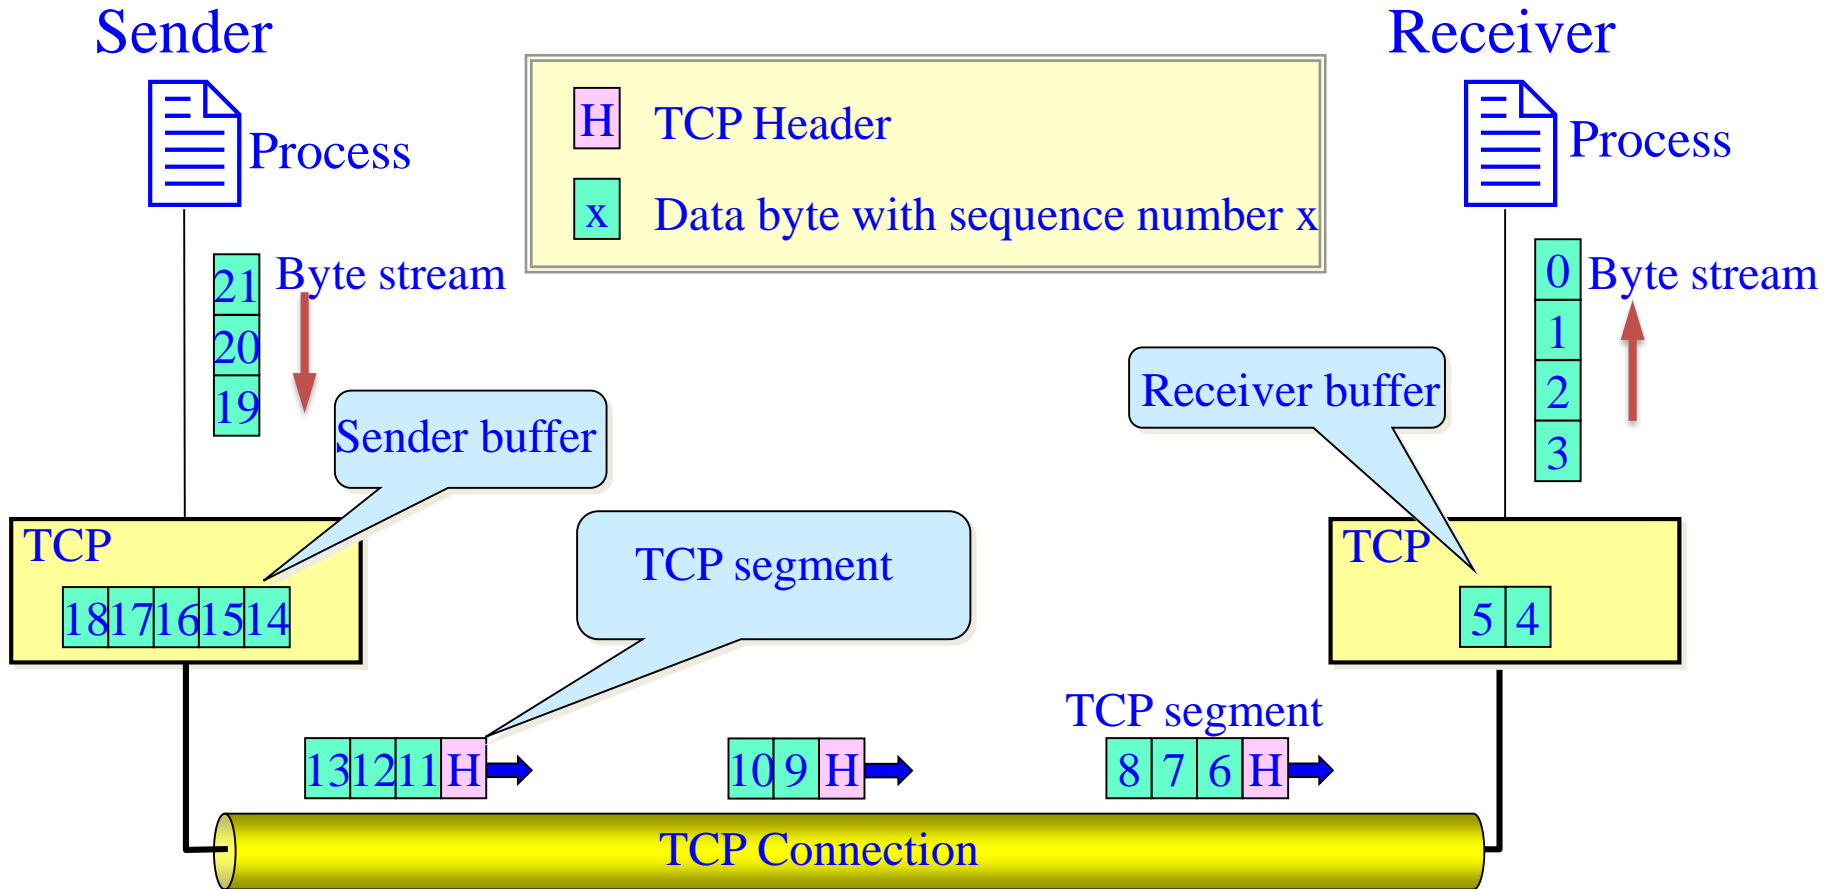 Sender
Receiver
Process
H TCP Header
x Data byte with sequence number x
Process
21
20
19
Byte stream
0
1
2
3
Byte stream
Sender buffer
Receiver buffer
TCP
18 17 16 15 14
TCP segment
TCP
5 4
TCP segment
13 12 11 H
10 9 H
8 7 6 H
TCP Connection